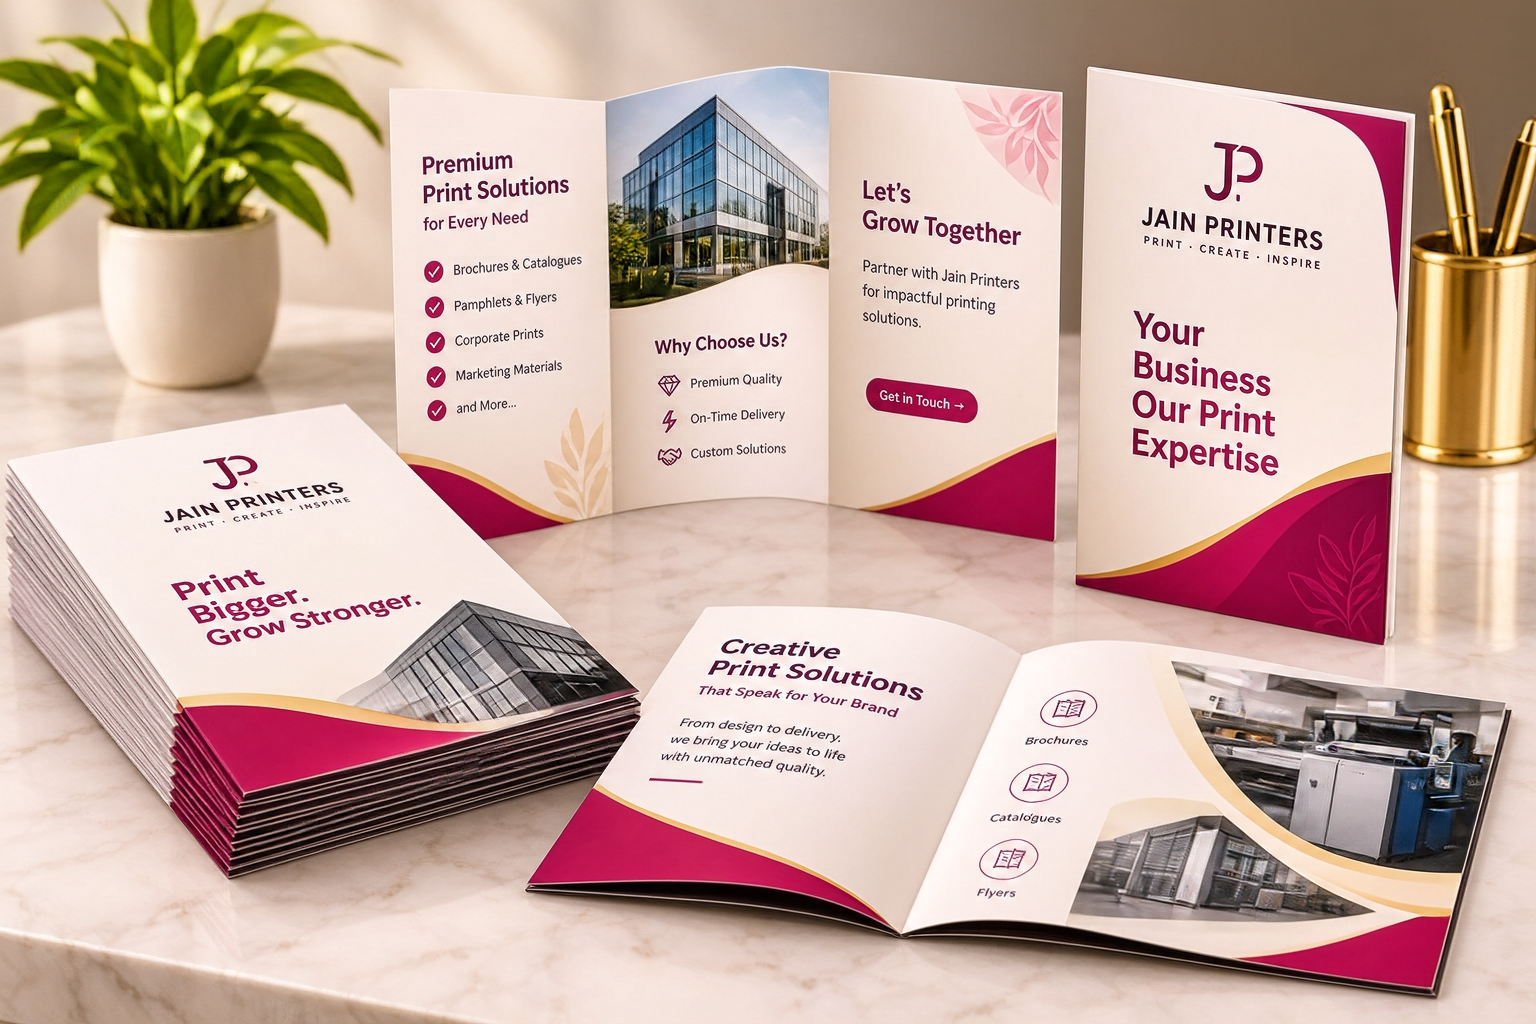 Premium
Print Solutions
for Every Need
Brochures & Catalogues
Pamphlets & Flyers
Corporate Prints
Marketing Materials
and More...
Why Choose Us?
Premium Quality
On-Time Delivery
Custom Solutions
Let's
Grow Together
Partner with Jain Printers
for impactful printing
solutions.
Get in Touch →
JP
JAIN PRINTERS
PRINT · CREATE · INSPIRE
Your
Business
Our Print
Expertise
JP
JAIN PRINTERS
PRINT · CREATE · INSPIRE
Print
Bigger.
Grow Stronger.
Creative
Print Solutions
That Speak for Your Brand
From design to delivery,
we bring your ideas to life
with unmatched quality.
Brochures
Catalogues
Flyers